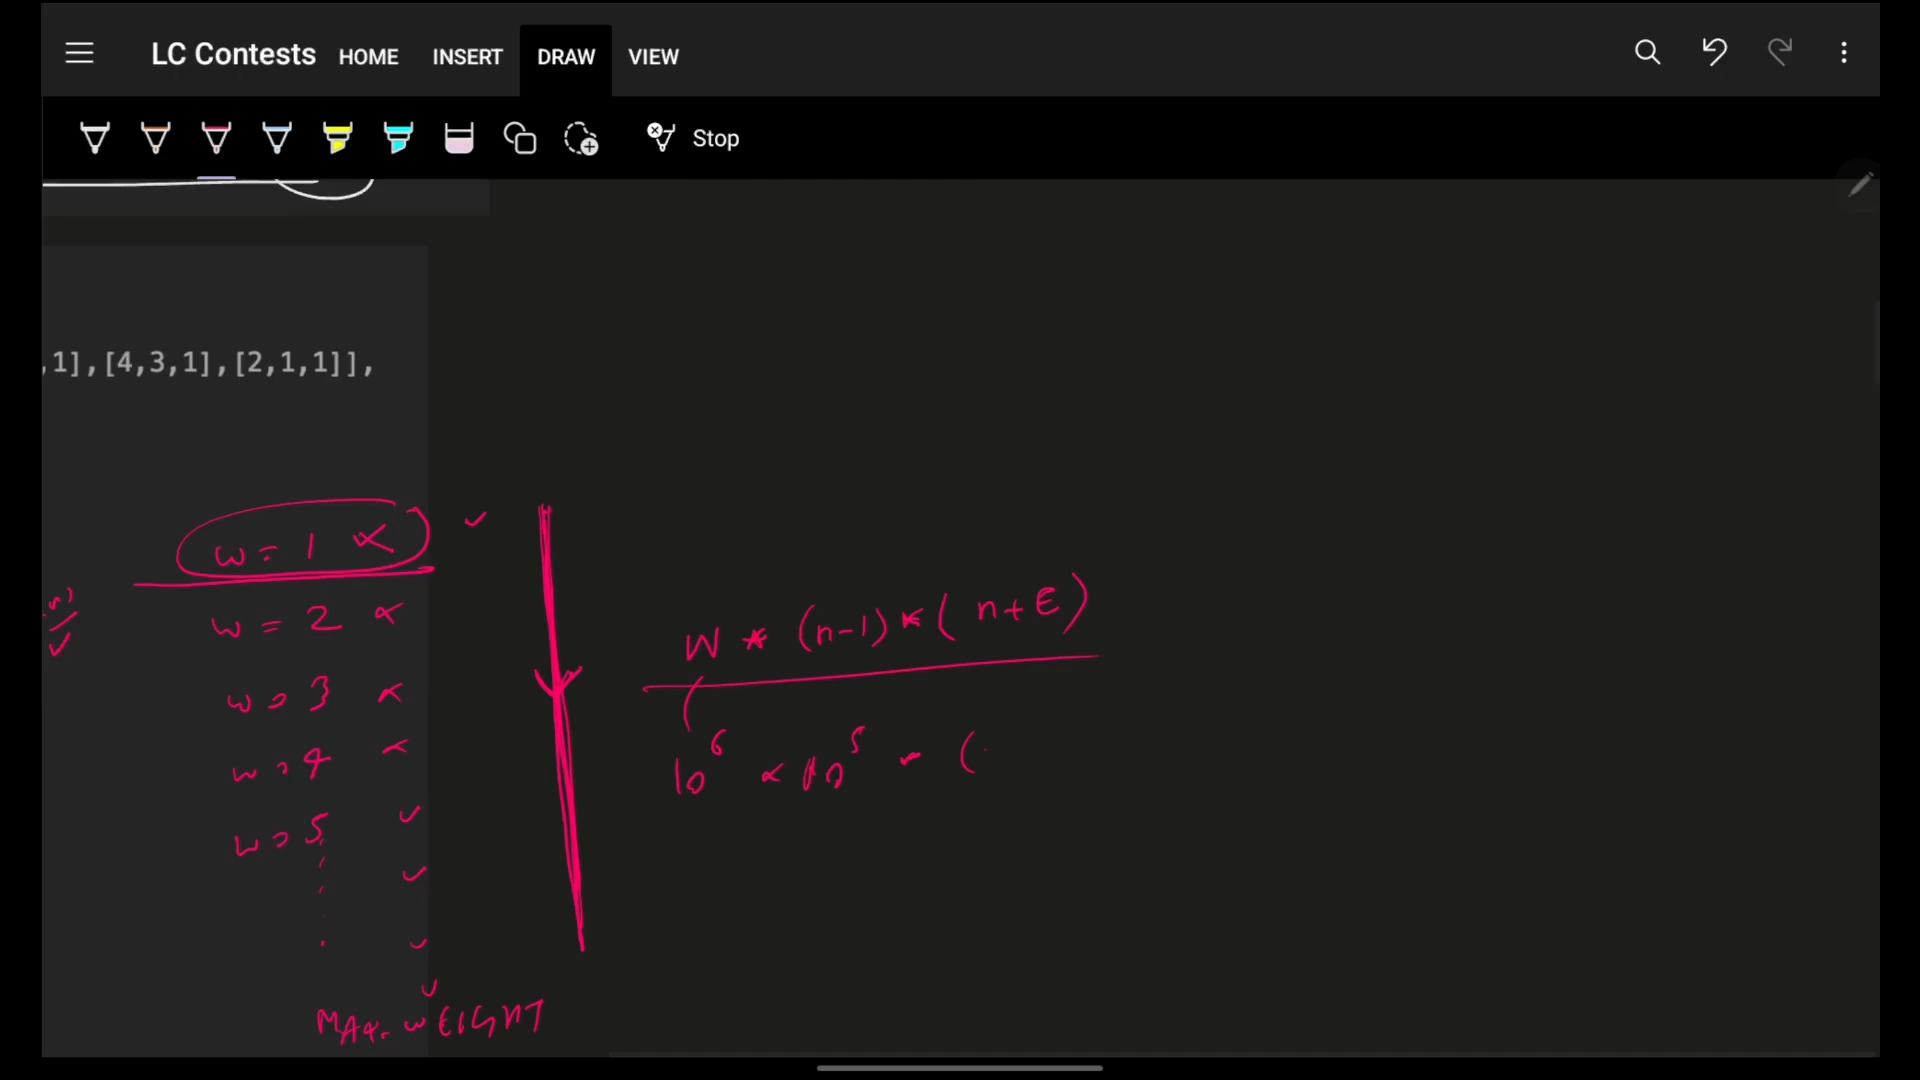 LC Contests HOME INSERT DRAW VIEW
Stop
,1],[4,3,1],[2,1,1]],
w = 1 ✓
w = 2
w = 3
w = 4
w = 5 ✓
✓
MAX. WEIGHT
W * (n-1) * (n+E)
10^6 * 10^5 * (